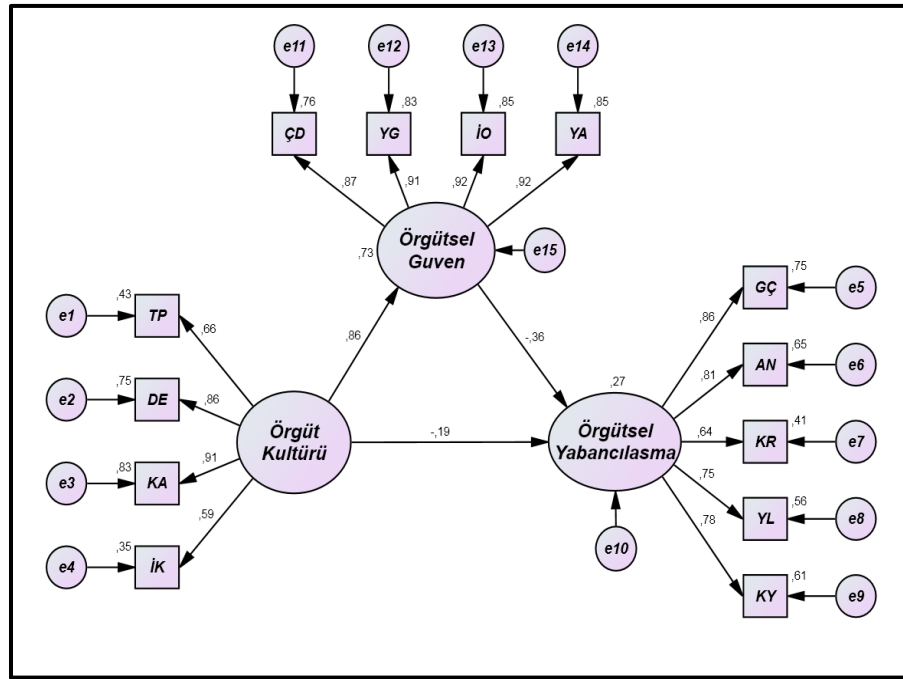 e11
e12
e13
e14
,76
,83
,85
,85
ÇD
YG
İO
YA
,87
,91
,92
,92
,73
Örgütsel
Guven
e15
e1
,43
TP
,66
e2
,75
DE
,86
e3
,83
KA
,91
e4
,35
İK
,59
Örgüt
Kültürü
,86
-,36
-,19
,27
Örgütsel
Yabancılasma
e10
,86
GÇ
,75
e5
,81
AN
,65
e6
,64
KR
,41
e7
,75
YL
,56
e8
,78
KY
,61
e9